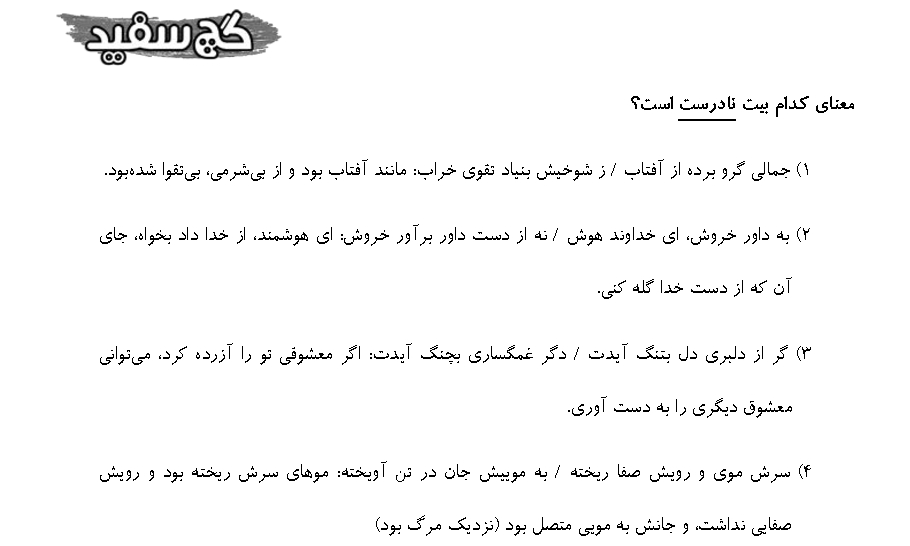 گچ سفید
معنای کدام بیت نادرست است؟
۱) جمالی گرو برده از آفتاب / ز شوخیش بنیاد تقوی خراب: مانند آفتاب بود و از بی‌شرمی، بی‌تقوا شده‌بود.
۲) به داور خروش، ای خداوند هوش / نه از دست داور برآور خروش: ای هوشمند، از خدا داد بخواه، جای
آن که از دست خدا گله کنی.
۳) گر از دلبری دل بتنگ آیدت / دگر غمگساری بچنگ آیدت: اگر معشوقی تو را آزرده کرد، می‌توانی
معشوق دیگری را به دست آوری.
۴) سرش موی و رویش صفا ریخته / به موییش جان در تن آویخته: موهای سرش ریخته بود و رویش
صفایی نداشت، و جانش به مویی متصل بود (نزدیک مرگ بود)